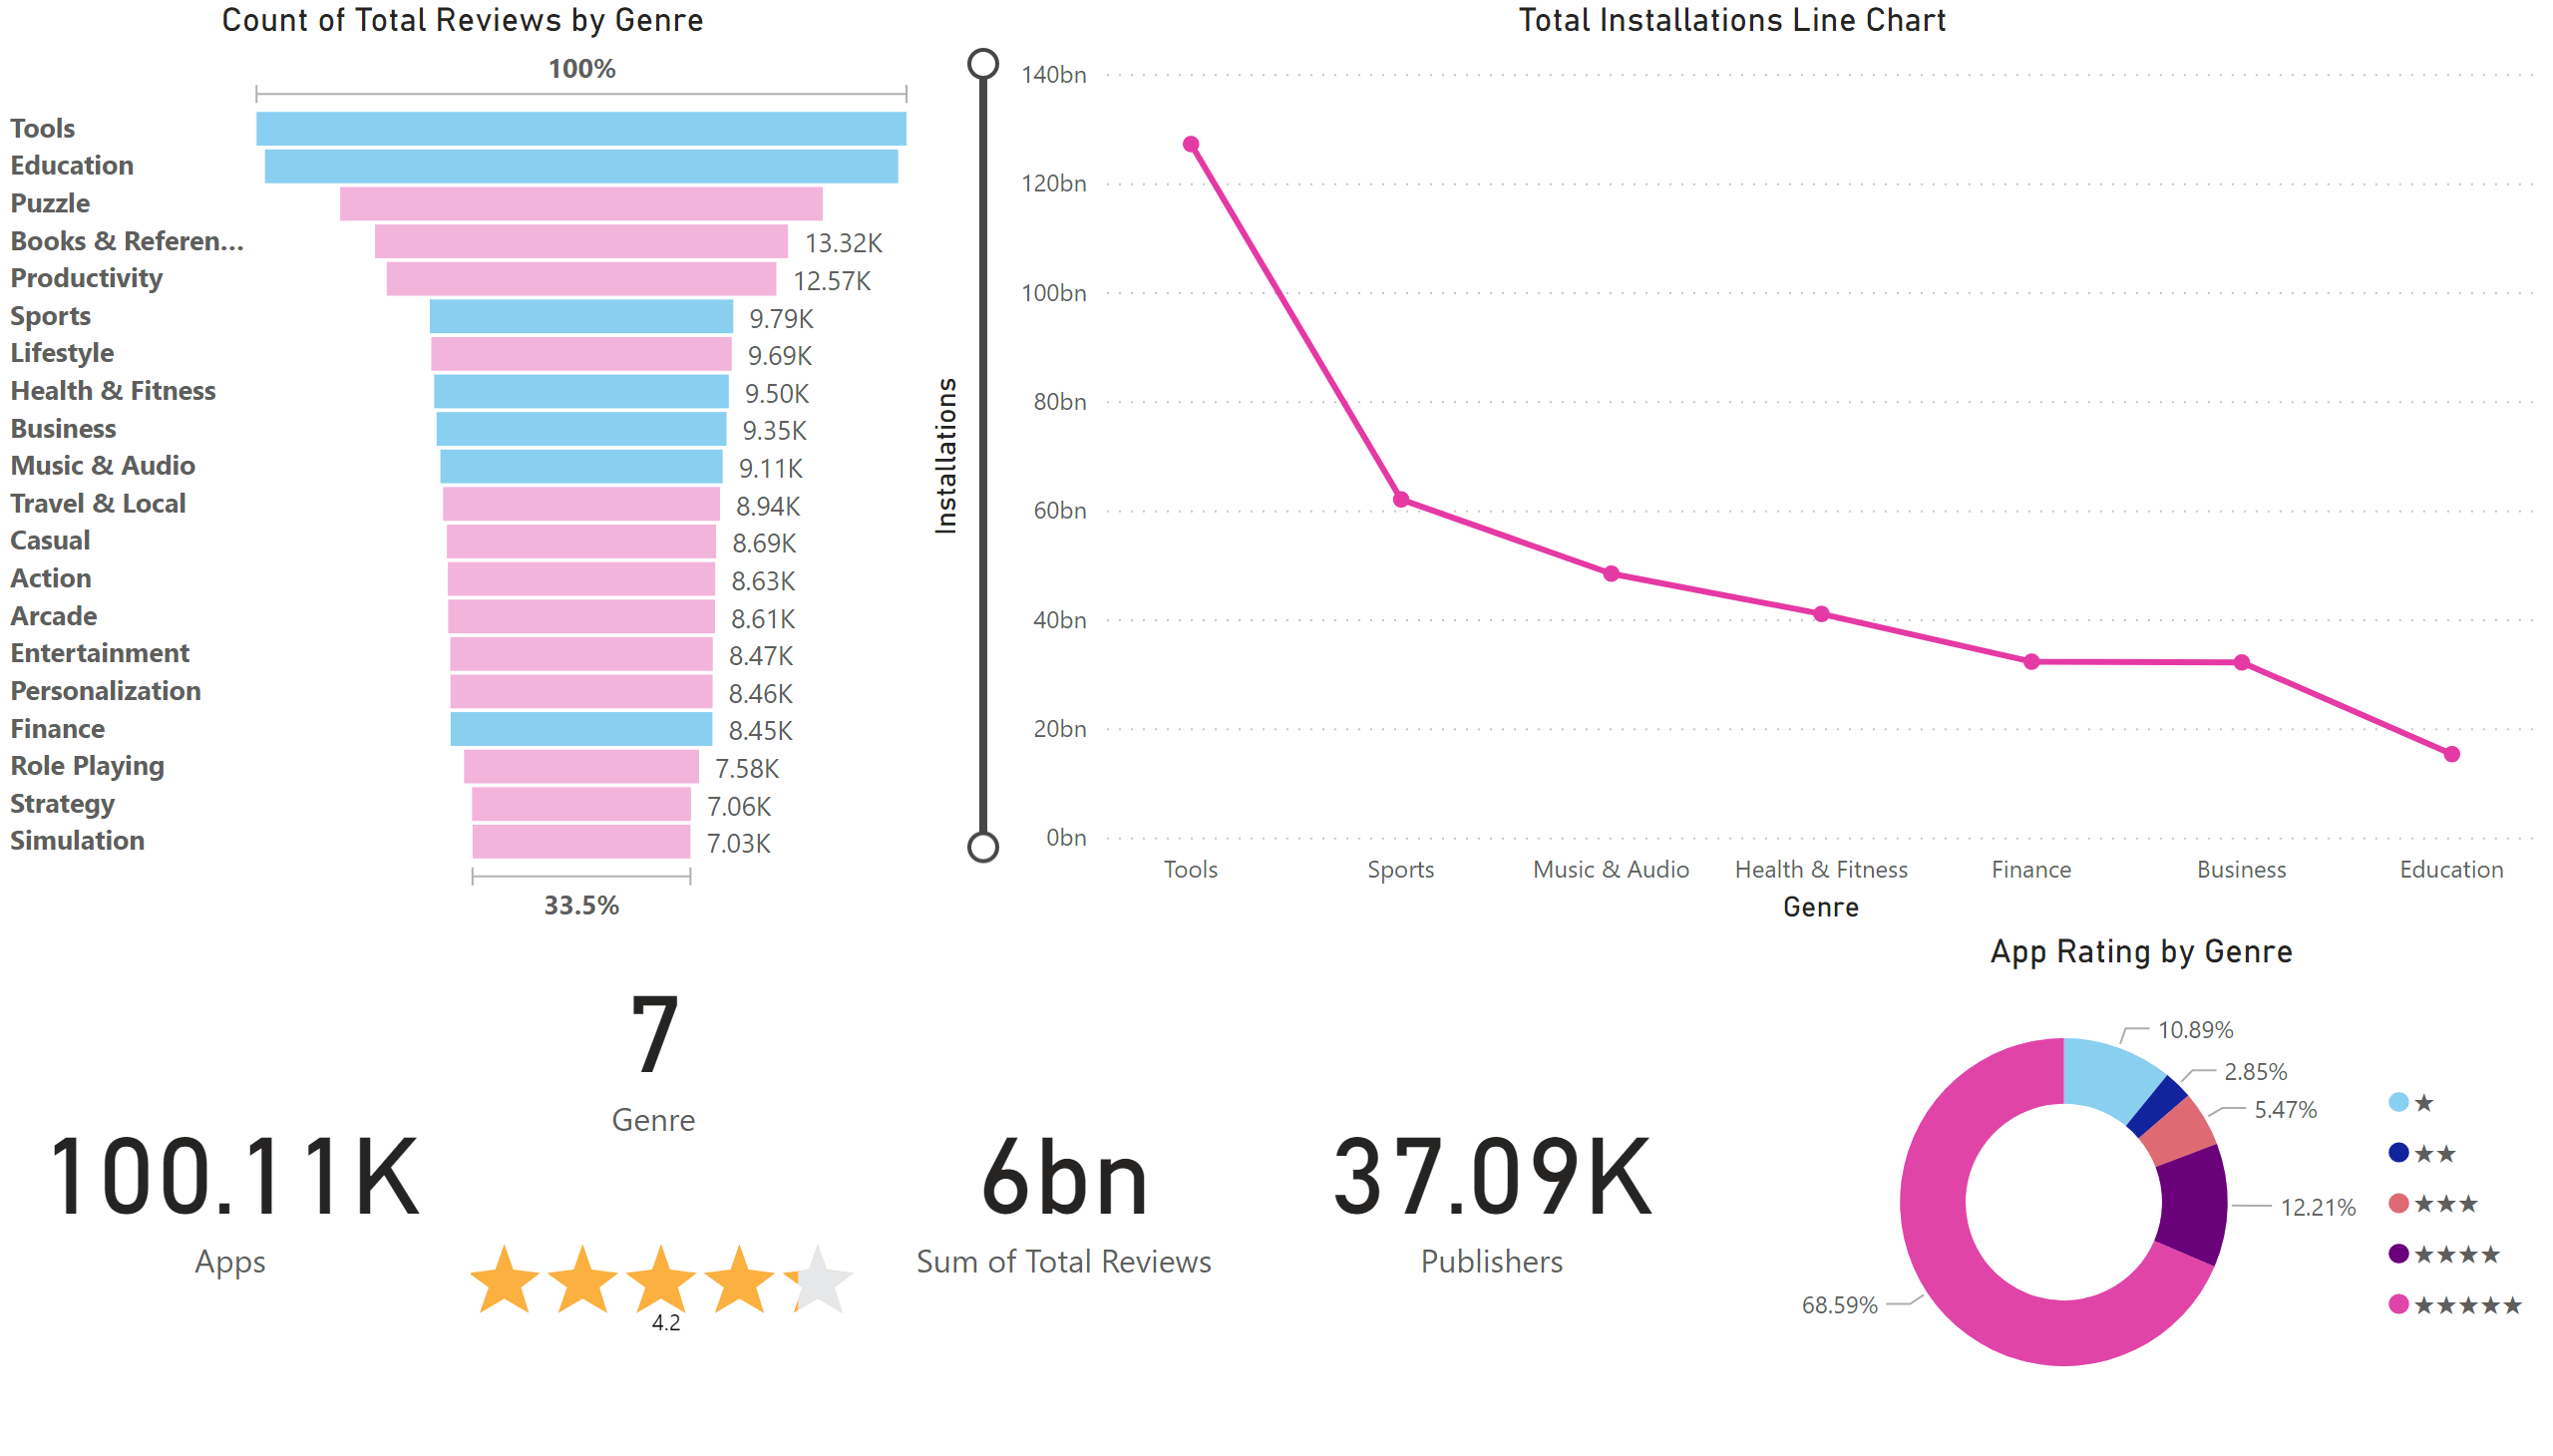 Count of Total Reviews by Genre
100%
Tools
Education
Puzzle
Books & Referen...
13.32K
Productivity
12.57K
Sports
9.79K
Lifestyle
9.69K
Health & Fitness
9.50K
Business
9.35K
Music & Audio
9.11K
Travel & Local
8.94K
Casual
8.69K
Action
8.63K
Arcade
8.61K
Entertainment
8.47K
Personalization
8.46K
Finance
8.45K
Role Playing
7.58K
Strategy
7.06K
Simulation
7.03K
33.5%
Total Installations Line Chart
Installations
140bn
120bn
100bn
80bn
60bn
40bn
20bn
0bn
Tools Sports Music & Audio Health & Fitness Finance Business Education
Genre
7
Genre
100.11K
Apps
4.2
6bn
Sum of Total Reviews
37.09K
Publishers
App Rating by Genre
10.89%
2.85%
5.47%
12.21%
68.59%
★
★★
★★★
★★★★
★★★★★